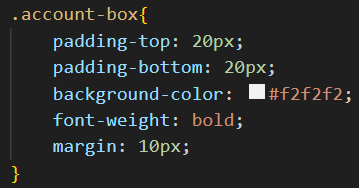 .account-box{
    padding-top: 20px;
    padding-bottom: 20px;
    background-color: #f2f2f2;
    font-weight: bold;
    margin: 10px;
}